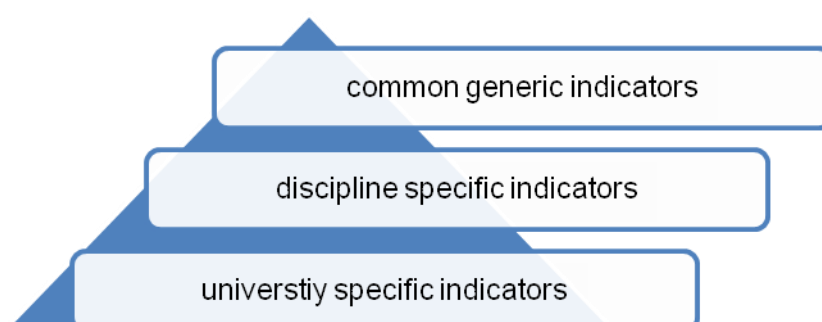 common generic indicators
discipline specific indicators
universtiy specific indicators